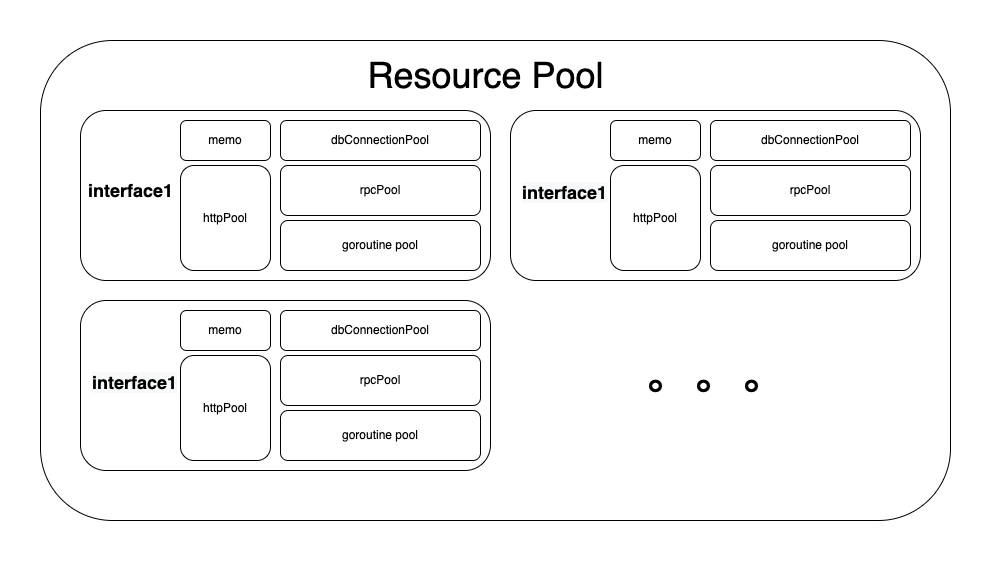 Resource Pool
interface1
memo
dbConnectionPool
httpPool
rpcPool
goroutine pool
interface1
memo
dbConnectionPool
httpPool
rpcPool
goroutine pool
interface1
memo
dbConnectionPool
httpPool
rpcPool
goroutine pool